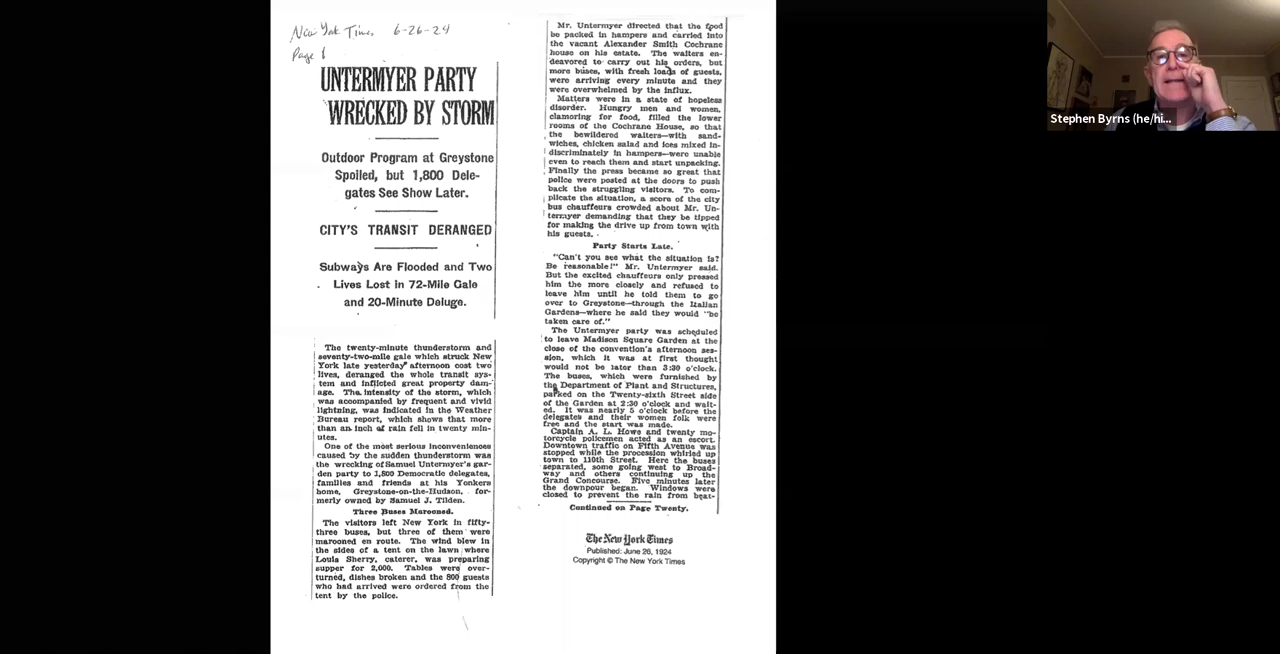 New York Times 6-26-24
Page 1
UNTERMYER PARTY
WRECKED BY STORM
Outdoor Program at Greystone
Spoiled, but 1,800 Dele-
gates See Show Later.
CITY'S TRANSIT DERANGED
Subways Are Flooded and Two
Lives Lost in 72-Mile Gale
and 20-Minute Deluge.
The twenty-minute thunderstorm and
seventy-two-mile gale which struck New
York late yesterday afternoon cost two
lives, deranged the whole transit sys-
tem and inflicted great property dam-
age. The intensity of the storm, which
was accompanied by frequent and vivid
lightning, was indicated in the Weather
Bureau report, which shows that more
than an inch of rain fell in twenty min-
utes.
One of the most serious inconveniences
caused by the sudden thunderstorm was
the wrecking of Samuel Untermyer's gar-
den party to 1,800 Democratic delegates,
families and friends at his Yonkers
home, Greystone-on-the-Hudson, for-
merly owned by Samuel J. Tilden.
Three Buses Marooned.
The visitors left New York in fifty-
three buses, but three of them were
marooned en route. The wind blew in
the sides of a tent on the lawn where
Louis Sherry, caterer, was preparing
supper for 2,000. Tables were over-
turned, dishes broken and the 800 guests
who had arrived were ordered from the
tent by the police.
Mr. Untermyer directed that the food
be packed in hampers and carried into
the vacant Alexander Smith Cochrane
house on his estate. The waiters en-
deavored to carry out his orders, but
more buses, with fresh loads of guests,
were arriving every minute and they
were overwhelmed by the influx.
Matters were in a state of hopeless
disorder. Hungry men and women,
clamoring for food, filled the lower
rooms of the Cochrane House, so that
the bewildered waiters—with sand-
wiches, chicken salad and ices mixed in-
discriminately in hampers—were unable
even to reach them and start unpacking.
Finally the press became so great that
police were posted at the doors to push
back the struggling visitors. To com-
plicate the situation, a score of the city
bus chauffeurs crowded about Mr. Un-
termyer demanding that they be tipped
for making the drive up from town with
his guests.
Party Starts Late.
"Can't you see what the situation is?
Be reasonable!" Mr. Untermyer said.
But the excited chauffeurs only pressed
him the more closely and refused to
leave him until he told them to go
over to Greystone—through the Italian
Gardens—where he said they would "be
taken care of."
The Untermyer party was scheduled
to leave Madison Square Garden at the
close of the convention's afternoon ses-
sion, which it was at first thought
would not be later than 3:30 o'clock.
The buses, which were furnished by
the Department of Plant and Structures,
parked on the Twenty-sixth Street side
of the Garden at 2:30 o'clock and wait-
ed. It was nearly 5 o'clock before the
delegates and their women folk were
free and the start was made.
Captain A. L. Howe and twenty mo-
torcycle policemen acted as an escort.
Downtown traffic on Fifth Avenue was
stopped while the procession whirled up
town to 110th Street. Here the buses
separated, some going west to Broad-
way and others continuing up the
Grand Concourse. Five minutes later
the downpour began. Windows were
closed to prevent the rain from beat-
Continued on Page Twenty.
The New York Times
Published: June 26, 1924
Copyright © The New York Times
Stephen Byrns (he/hi...